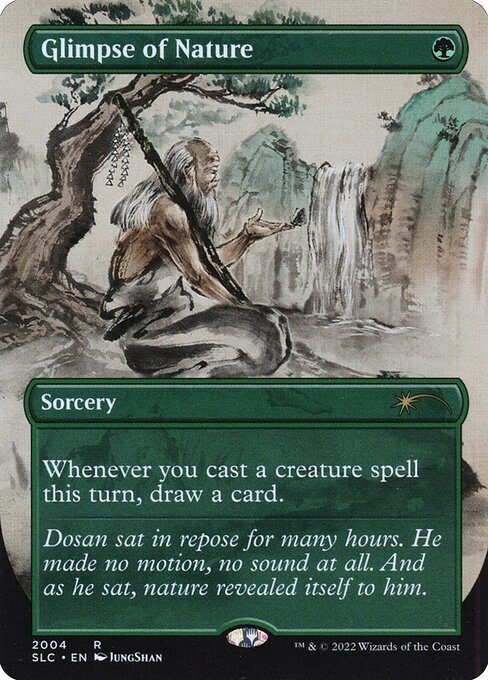 Glimpse of Nature
Sorcery
Whenever you cast a creature spell
this turn, draw a card.
Dosan sat in repose for many hours. He
made no motion, no sound at all. And
as he sat, nature revealed itself to him.
2004 R
SLC • EN JungShan
™ & © 2022 Wizards of the Coast